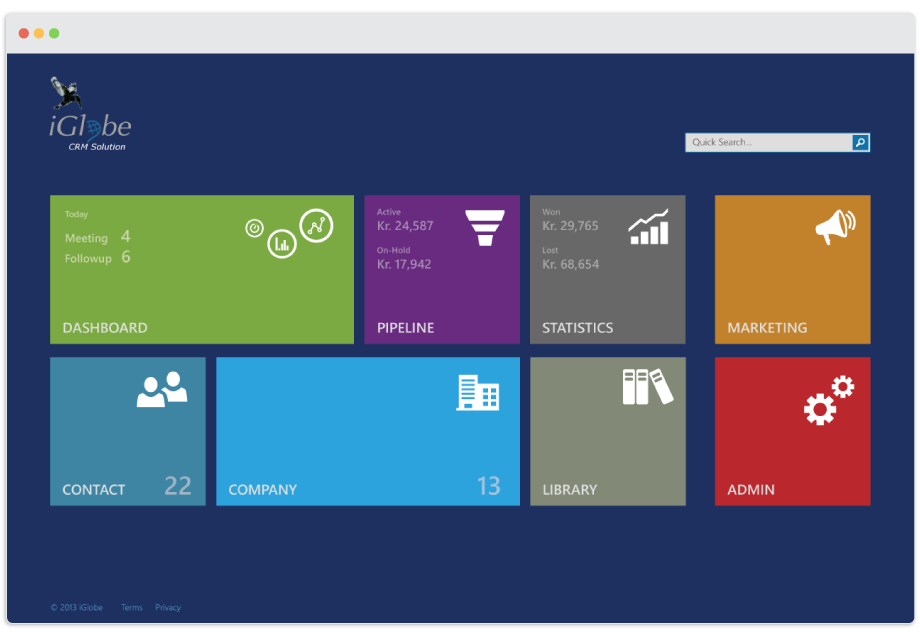 iGlobe
CRM Solution
Quick Search...
Today
Meeting 4
Followup 6
DASHBOARD
Active
Kr. 24,587
On-Hold
Kr. 17,942
PIPELINE
Won
Kr. 29,765
Lost
Kr. 68,654
STATISTICS
MARKETING
CONTACT 22
COMPANY 13
LIBRARY
ADMIN
© 2013 iGlobe Terms Privacy